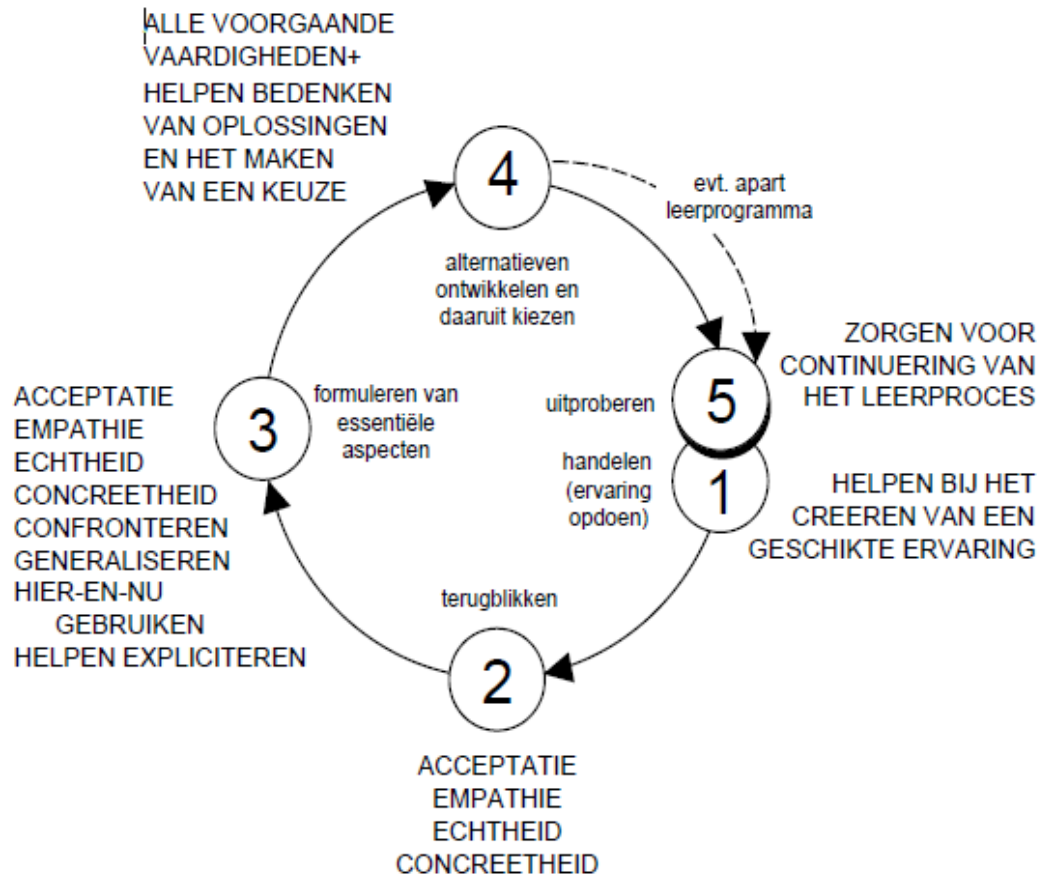 ALLE VOORGAANDE
VAARDIGHEDEN+
HELPEN BEDENKEN
VAN OPLOSSINGEN
EN HET MAKEN
VAN EEN KEUZE
4
evt. apart
leerprogramma
alternatieven
ontwikkelen en
daaruit kiezen
ZORGEN VOOR
CONTINUERING VAN
HET LEERPROCES
5
uitproberen
1
handelen
(ervaring
opdoen)
HELPEN BIJ HET
CREEREN VAN EEN
GESCHIKTE ERVARING
3
formuleren van
essentiële
aspecten
ACCEPTATIE
EMPATHIE
ECHTHEID
CONCREETHEID
CONFRONTEREN
GENERALISEREN
HIER-EN-NU
GEBRUIKEN
HELPEN EXPLICITEREN
terugblikken
2
ACCEPTATIE
EMPATHIE
ECHTHEID
CONCREETHEID